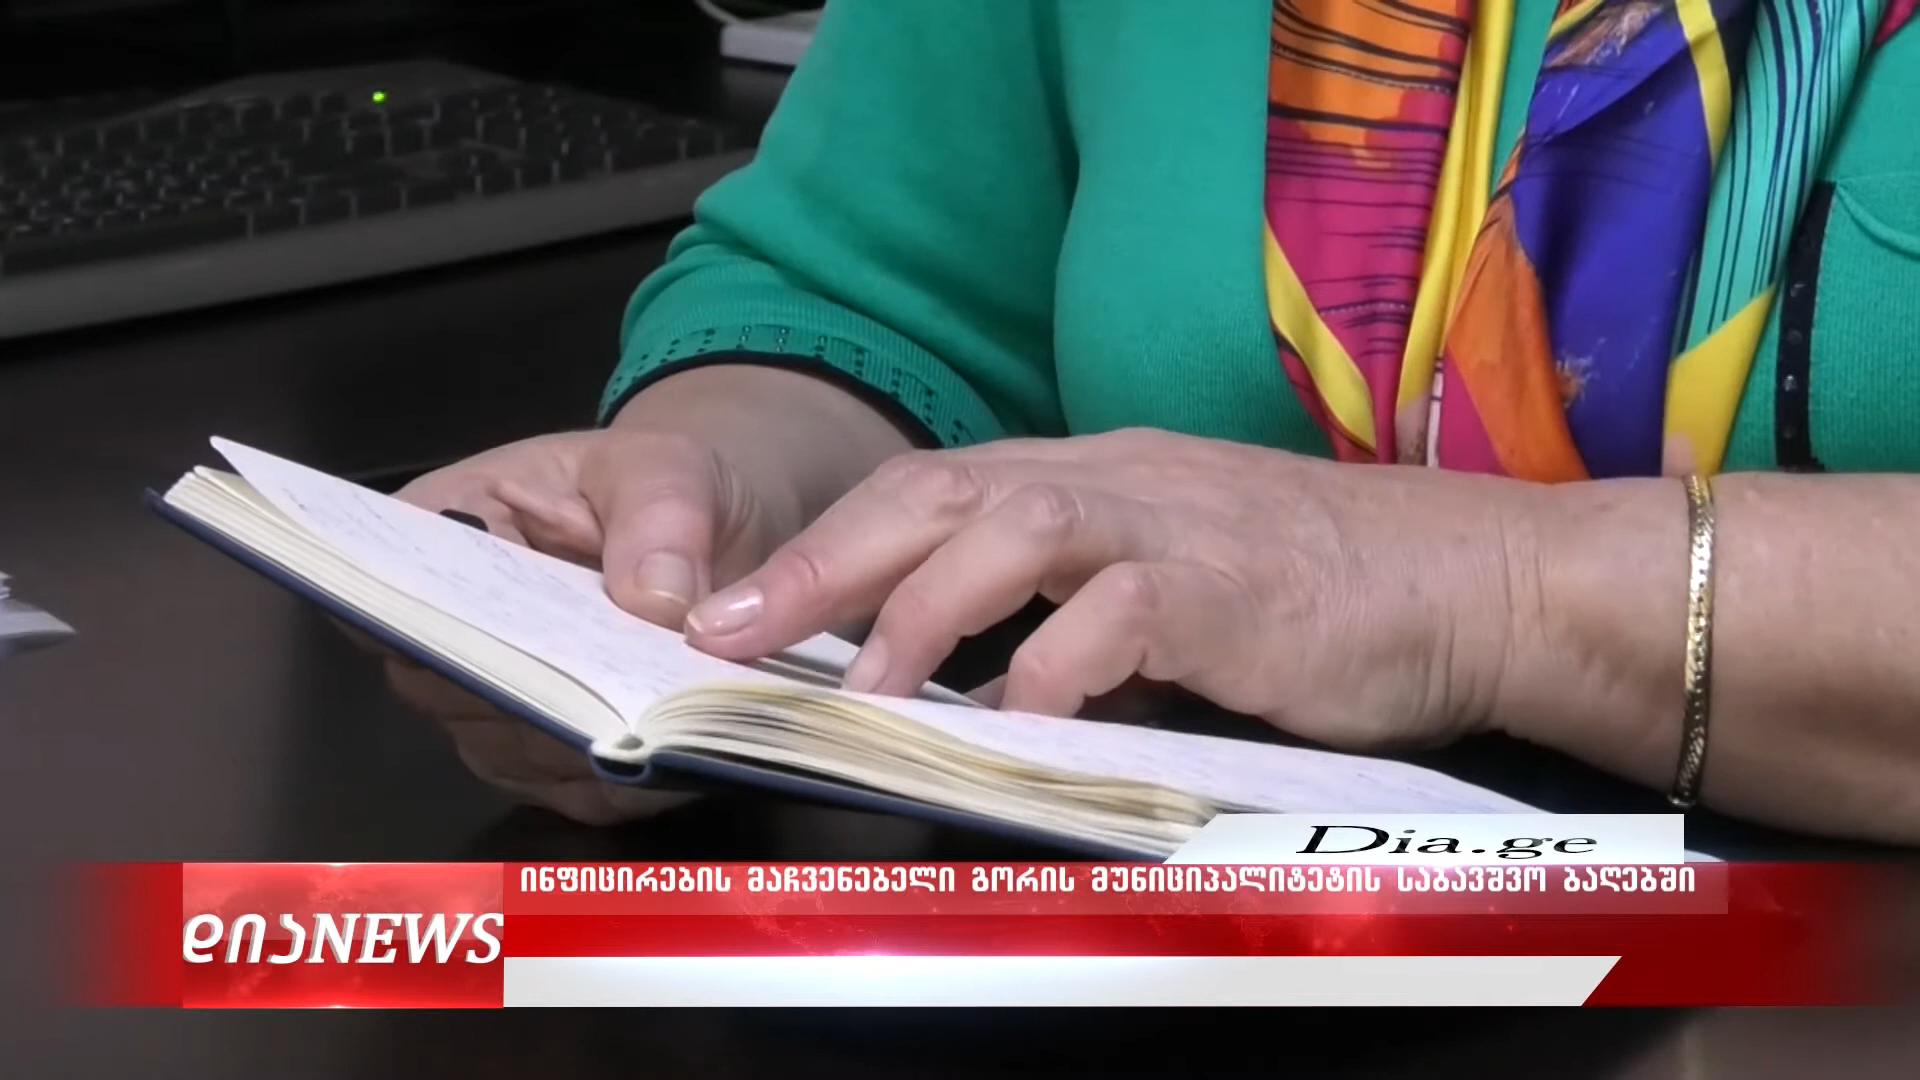 Dia.ge
ინფიცირების მაჩვენებელი გორის მუნიციპალიტეტის საბავშვო ბაღებში
დიაNEWS